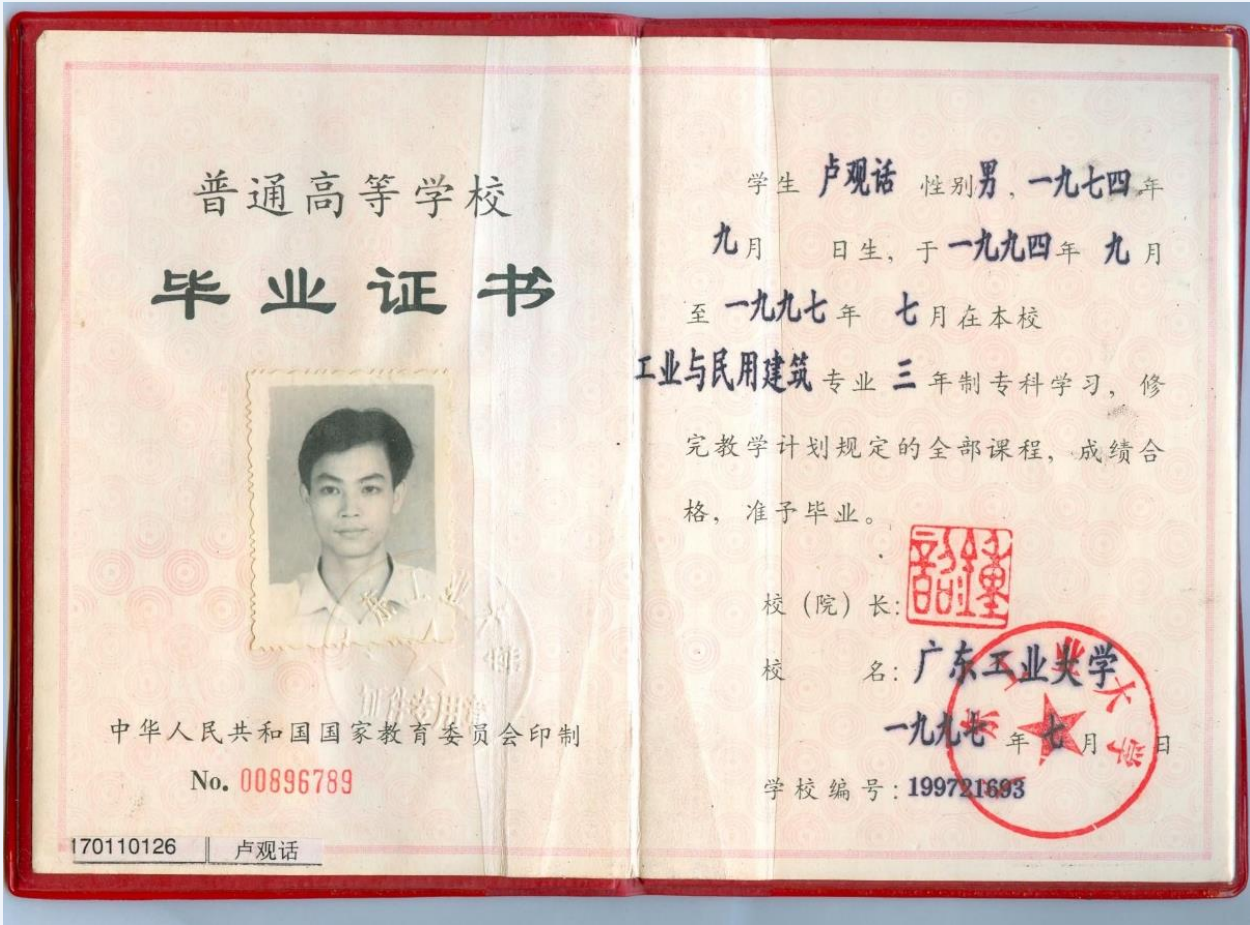 普通高等学校
毕业证书
中华人民共和国国家教育委员会印制
No. 00896789
170110126 卢观话
学生 卢观话 性别 男, 一九七四 年
九 月 日生, 于 一九九四 年 九 月
至 一九九七 年 七 月在本校
工业与民用建筑 专业 三 年制专科学习, 修
完教学计划规定的全部课程, 成绩合
格, 准予毕业。
校 (院) 长:
校 名: 广东工业大学
一九九七 年 七 月 日
学校编号: 199721693